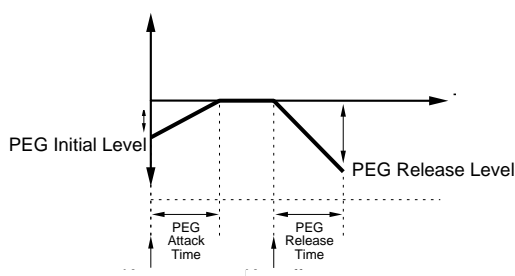 PEG Initial Level
PEG Release Level
PEG
Attack
Time
PEG
Release
Time